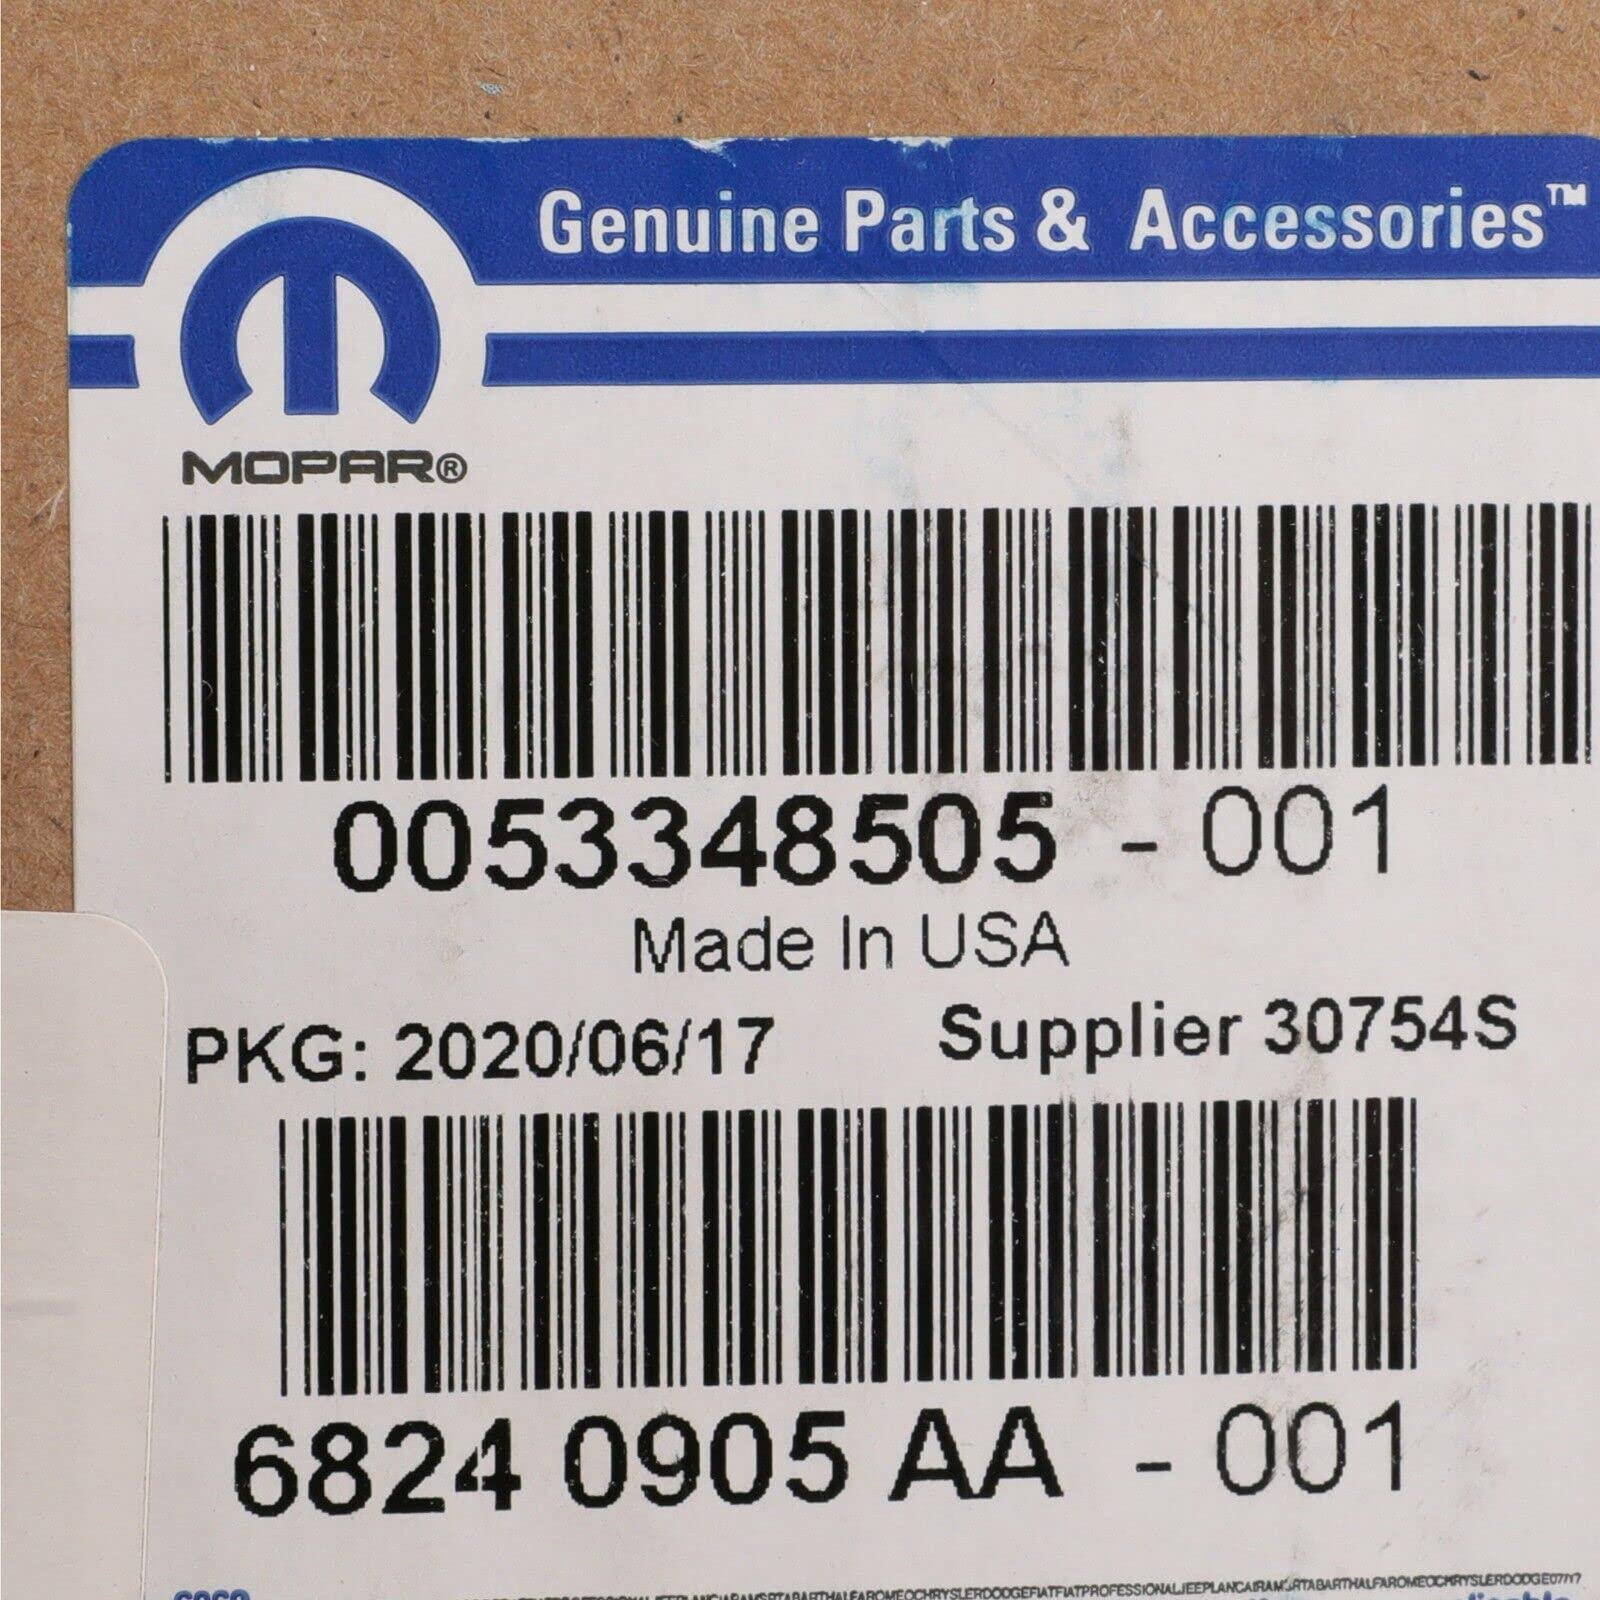 Genuine Parts & Accessories™
MOPAR®
0053348505 - 001
Made In USA
PKG: 2020/06/17 Supplier 30754S
6824 0905 AA - 001